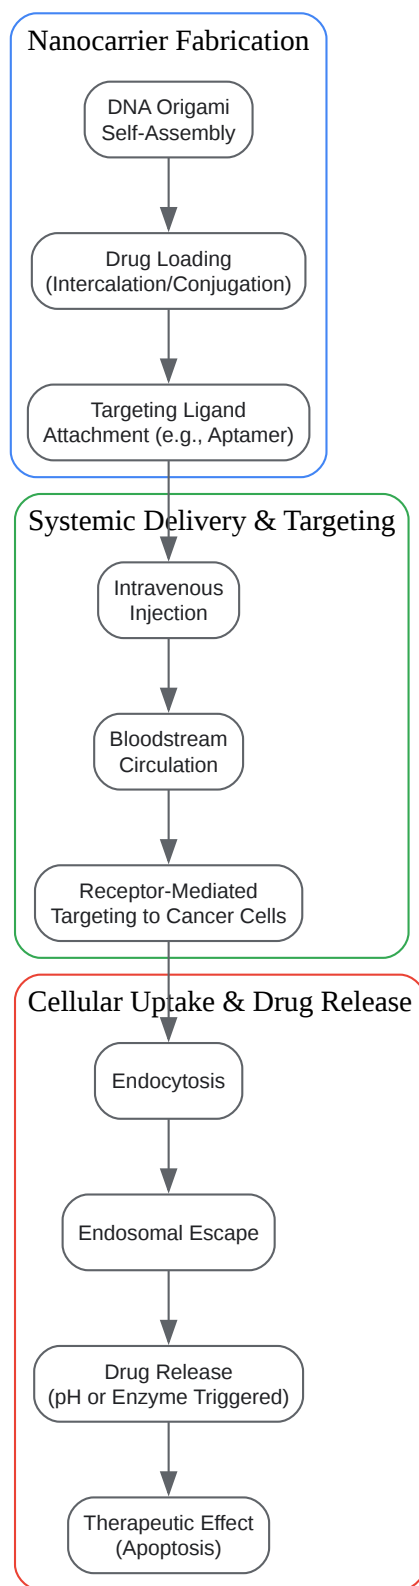 Nanocarrier Fabrication
DNA Origami
Self-Assembly
Drug Loading
(Intercalation/Conjugation)
Targeting Ligand
Attachment (e.g., Aptamer)
Systemic Delivery & Targeting
Intravenous
Injection
Bloodstream
Circulation
Receptor-Mediated
Targeting to Cancer Cells
Cellular Uptake & Drug Release
Endocytosis
Endosomal Escape
Drug Release
(pH or Enzyme Triggered)
Therapeutic Effect
(Apoptosis)